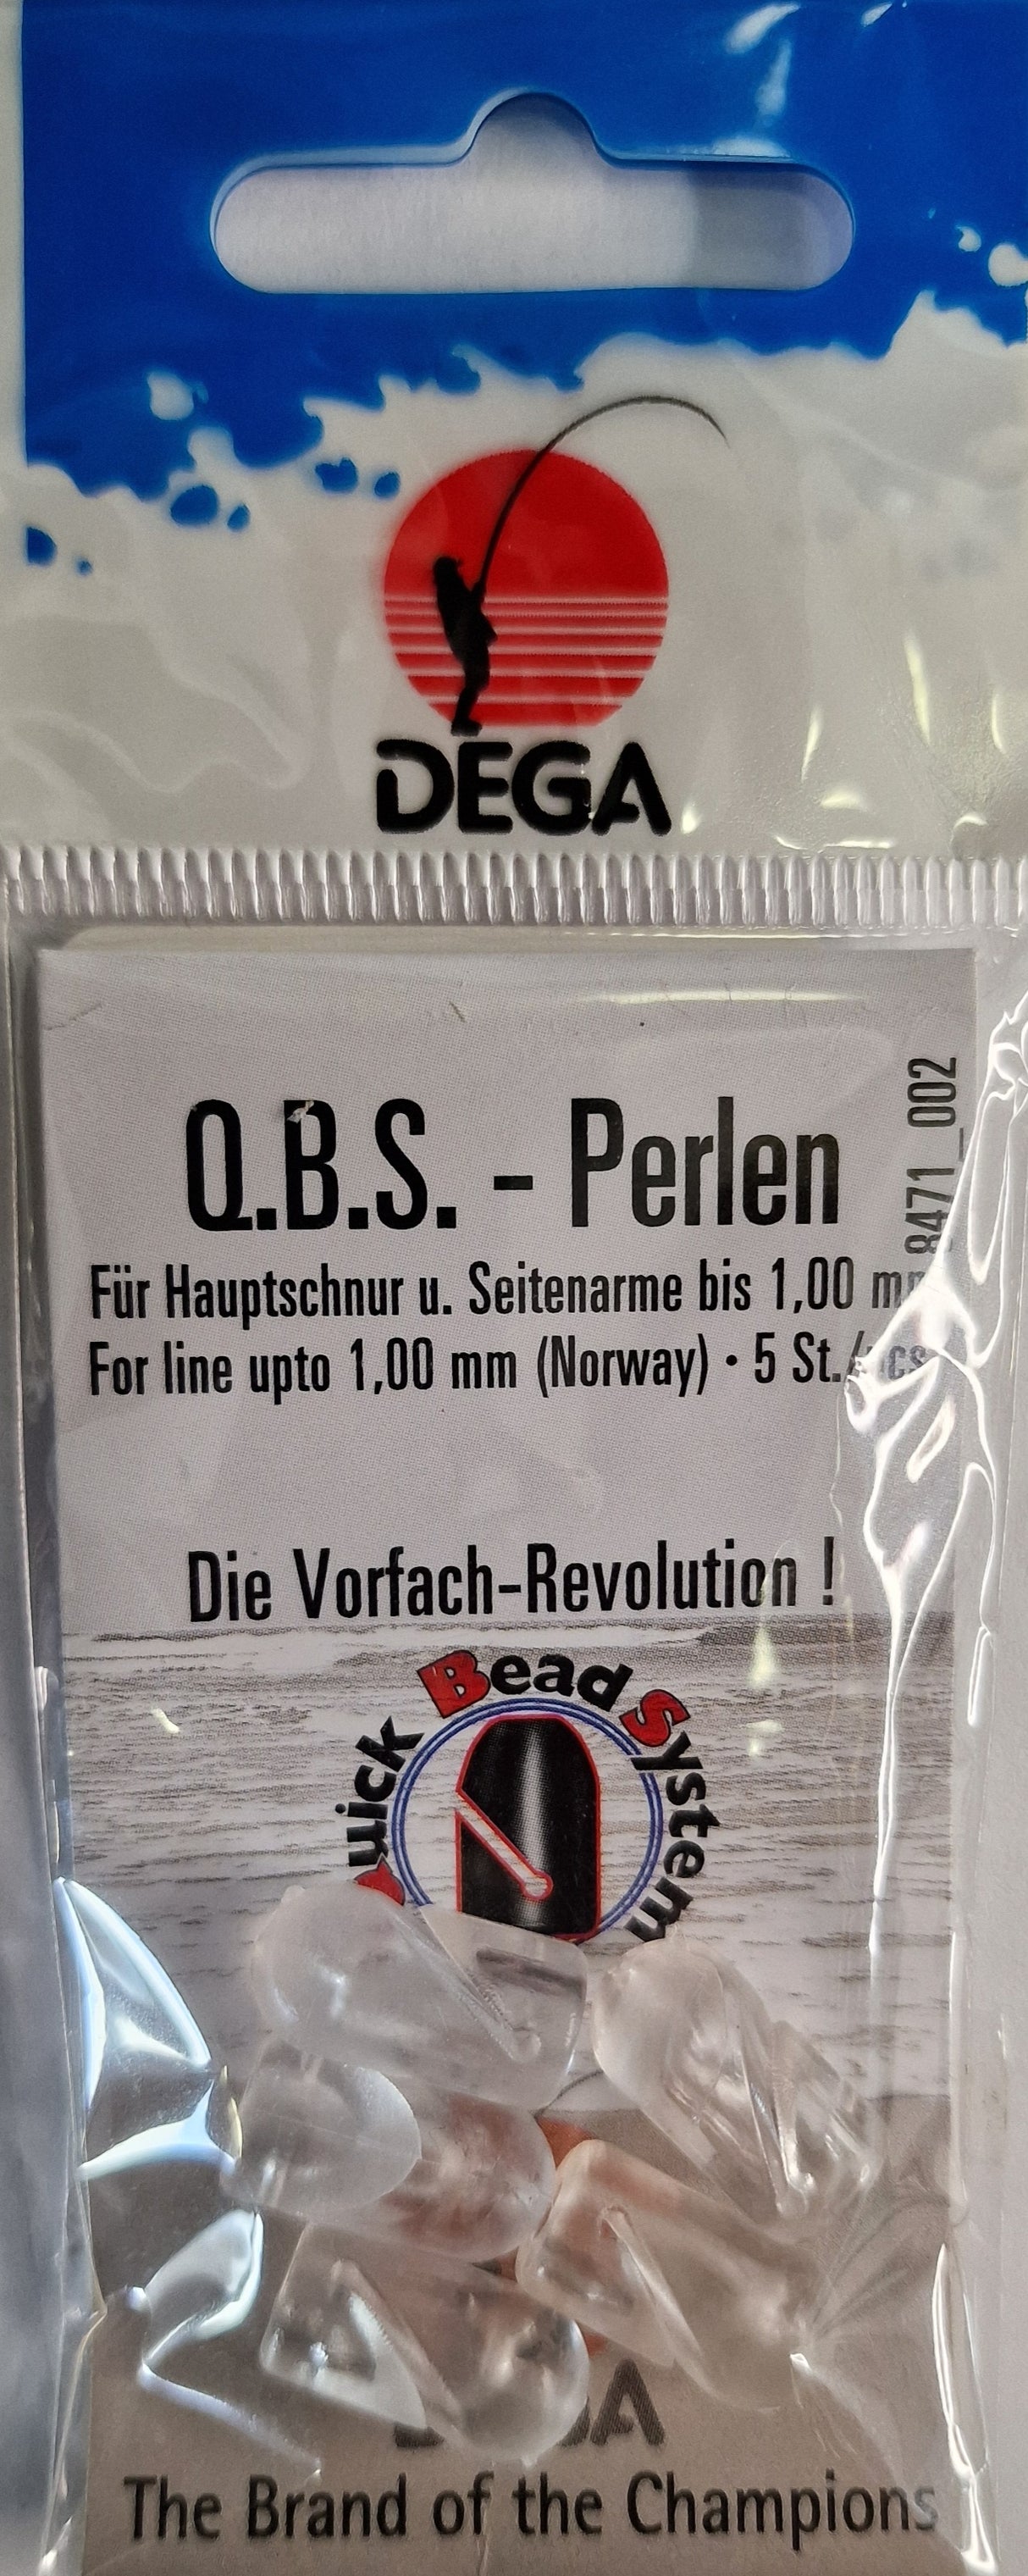 DEGA
8471_002
Q.B.S. - Perlen
Für Hauptschnur u. Seitenarme bis 1,00
For line upto 1,00 mm (Norway) • 5 St./pcs
Die Vorfach-Revolution !
Bead System
The Brand of the Champions